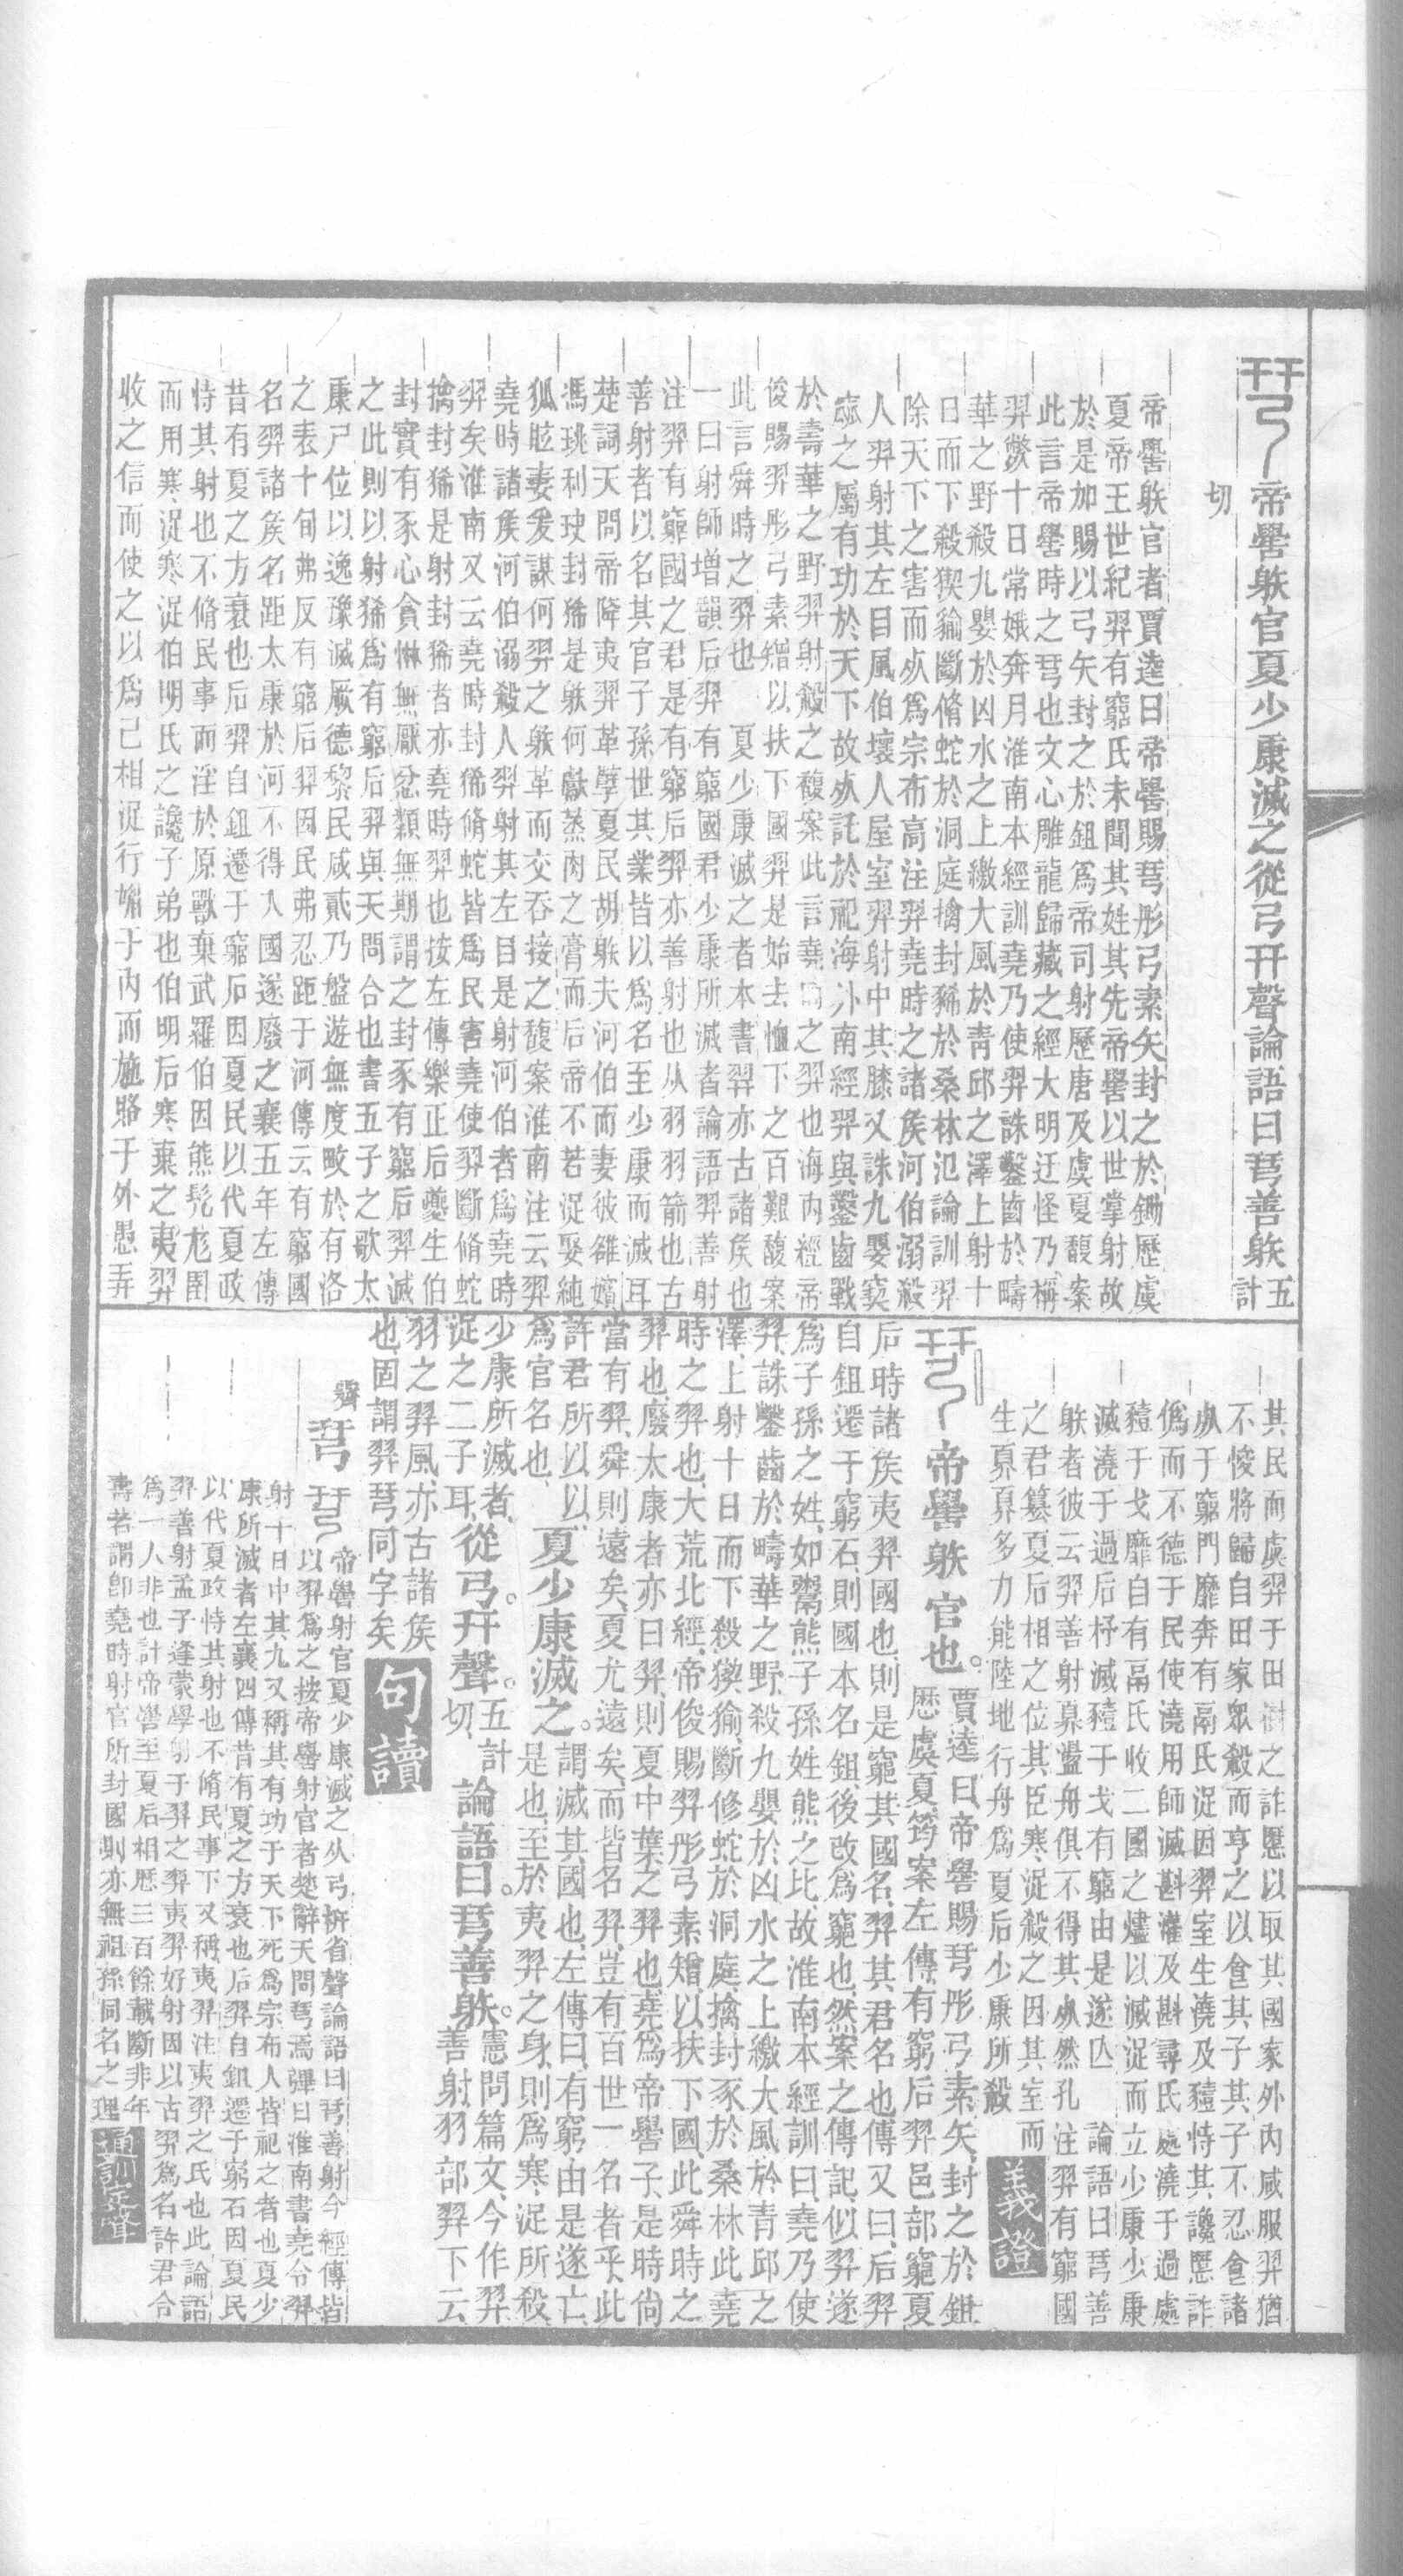 帝嚳躲官夏少康滅之從弓幵聲論語曰𢎗善躲五計
切
帝嚳躲官者賈逵曰帝嚳賜𢎗彤弓素矢封之於鋤歷虞
夏帝王世紀羿有窮氏未聞其姓其先帝嚳以世掌射故
於是加賜以弓矢封之於鉏爲帝司射歷唐及虞夏馥案
此言帝嚳時之𢎗也文心雕龍歸藏之經大明迂怪乃稱
羿斃十日常娥奔月淮南本經訓堯乃使羿誅鑿齒於疇
華之野殺九嬰於凶水之上繳大風於靑邱之澤上射十
日而下殺猰貐斷脩蛇於洞庭擒封豨於桑林氾論訓羿
除天下之害而𣦸爲宗布高注羿堯時之諸矦河伯溺殺
人羿射其左目風伯壞人屋室羿射中其膝又誅九嬰窫
窳之屬有功於天下故𣦸託於祀海外南經羿與鑿齒戰
於壽華之野羿射殺之馥案此言堯時之羿也海內經帝
俊賜羿彤弓素矰以扶下國羿是始去恤下之百艱馥案
此言舜時之羿也　夏少康滅之者本書羿亦古諸矦也
一曰射師增韻后羿有窮國君少康所滅者論語羿善射
注羿有窮國之君是有窮后羿亦善射也从羽羽箭也古
善射者以名其官子孫世其業皆以爲名至少康而滅耳
楚詞天問帝降夷羿革孽夏民胡躲夫河伯而妻彼雒嬪
馮珧利玦封豨是躲何獻蒸肉之膏而后帝不若浞娶純
狐眩妻爰謀何羿之躲革而交吞揆之馥案淮南注云羿
堯時諸矦河伯溺殺人羿射其左目是射河伯者爲堯時
羿矣淮南又云堯時封豨脩蛇皆爲民害堯使羿斷脩蛇
擒封豨是射封豨者亦堯時羿也按左傳樂正后夔生伯
封實有豕心貪惏無厭忿纇無期謂之封豕有窮后羿滅
之此則以射豨爲有窮后羿與天問合也書五子之歌太
康尸位以逸豫滅厥德黎民咸貳乃盤遊無度畋於有洛
之表十旬弗反有窮后羿因民弗忍距于河傳云有窮國
名羿諸矦名距太康於河不得入國遂廢之襄五年左傳
昔有夏之方衰也后羿自鉏遷于窮石因夏民以代夏政
恃其射也不脩民事而淫於原獸棄武羅伯因熊髡尨圉
而用寒浞寒浞伯明氏之讒子弟也伯明后寒棄之夷羿
收之信而使之以爲己相浞行媚于內而施賂于外愚弄
其民而虞羿于田樹之詐慝以取其國家外內咸服羿猶
不悛將歸自田家眾殺而亨之以食其子其子不忍食諸
𣦸于窮門靡奔有鬲氏浞因羿室生澆及豷恃其讒慝詐
僞而不德于民使澆用師滅斟灌及斟尋氏處澆于過處
豷于戈靡自有鬲氏收二國之燼以滅浞而立少康少康
滅澆于過后杼滅豷于戈有窮由是遂亾　論語曰𢎗善
躲者彼云羿善射奡盪舟俱不得其𣦸然孔注羿有窮國
之君篡夏后相之位其臣寒浞殺之因其室而
生奡奡多力能陸地行舟爲夏后少康所殺 義證
帝嚳躲官也。賈逵曰、帝嚳賜𢎗彤弓素矢、封之於鉏、
歷虞夏、筠案左傳、有窮后羿、邑部窮夏
后時諸矦夷羿國也、則是窮其國名、羿其君名也、傳又曰、后羿
自鉏遷于窮石、則國本名鉏、後改爲窮也、然案之傳記、似羿遂
爲子孫之姓、如鬻熊子孫姓熊之比、故淮南本經訓曰、堯乃使
羿、誅鑿齒於疇華之野、殺九嬰於凶水之上、繳大風於青邱之
澤、上射十日而下殺猰貐、斷修蛇於洞庭、擒封豕於桑林、此堯
時之羿也、大荒北經、帝俊賜羿彤弓素矰、以扶下國、此舜時之
羿也、廢太康者亦曰羿、則夏中葉之羿也、堯爲帝嚳子、是時尙
當有羿、舜則遠矣、夏尤遠矣、而皆名羿、豈有百世一名者乎、此
許君所以以夏少康滅之。謂滅其國也、左傳曰、有窮由是遂亡、
爲官名也、　是也、至於夷羿之身、則爲寒浞所殺、
少康所滅者、從弓。幵聲。五計論語曰。𢎗善躲。憲問篇文、今作羿、
浞之二子耳、　切、　善射、羽部羿下云、
羽之羿風、亦古諸矦
也、固謂羿𢎗同字矣 句讀
𢎗 帝嚳射官夏少康滅之从弓幵省聲論語曰𢎗善射今經傳皆
以羿爲之按帝嚳射官者楚辭天問𢎗焉彈日淮南書堯令羿
射十日中其九又稱其有功于天下死爲宗布人皆祀之者也夏少
康所滅者左襄四傳昔有夏之方衰也后羿自鉏遷于窮石因夏民
以代夏政恃其射也不脩民事下又稱夷羿注夷羿之氏也此論語
羿善射孟子逢蒙學射于羿之羿夷羿好射因以古羿爲名許君合
爲一人非也計帝嚳至夏后相歷三百餘載斷非年
壽若謂卽堯時射官所封國則亦無祖孫同名之理 通訓定聲